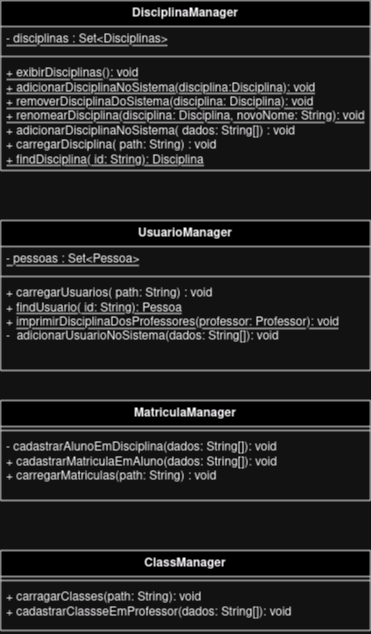 DisciplinaManager
- disciplinas : Set<Disciplinas>
+ exibirDisciplinas(): void
+ adicionarDisciplinaNoSistema(disciplina:Disciplina): void
+ removerDisciplinaDoSistema(disciplina: Disciplina): void
+ renomearDisciplina(disciplina: Disciplina, novoNome: String): void
+ adicionarDisciplinaNoSistema( dados: String[]) : void
+ carregarDisciplina( path: String) : void
+ findDisciplina( id: String): Disciplina
UsuarioManager
- pessoas : Set<Pessoa>
+ carregarUsuarios( path: String) : void
+ findUsuario( id: String): Pessoa
+ imprimirDisciplinaDosProfessores(professor: Professor): void
- adicionarUsuarioNoSistema(dados: String[]): void
MatriculaManager
- cadastrarAlunoEmDisciplina(dados: String[]): void
+ cadastrarMatriculaEmAluno(dados: String[]): void
+ carregarMatriculas(path: String) : void
ClassManager
+ carragarClasses(path: String): void
+ cadastrarClassseEmProfessor(dados: String[]): void